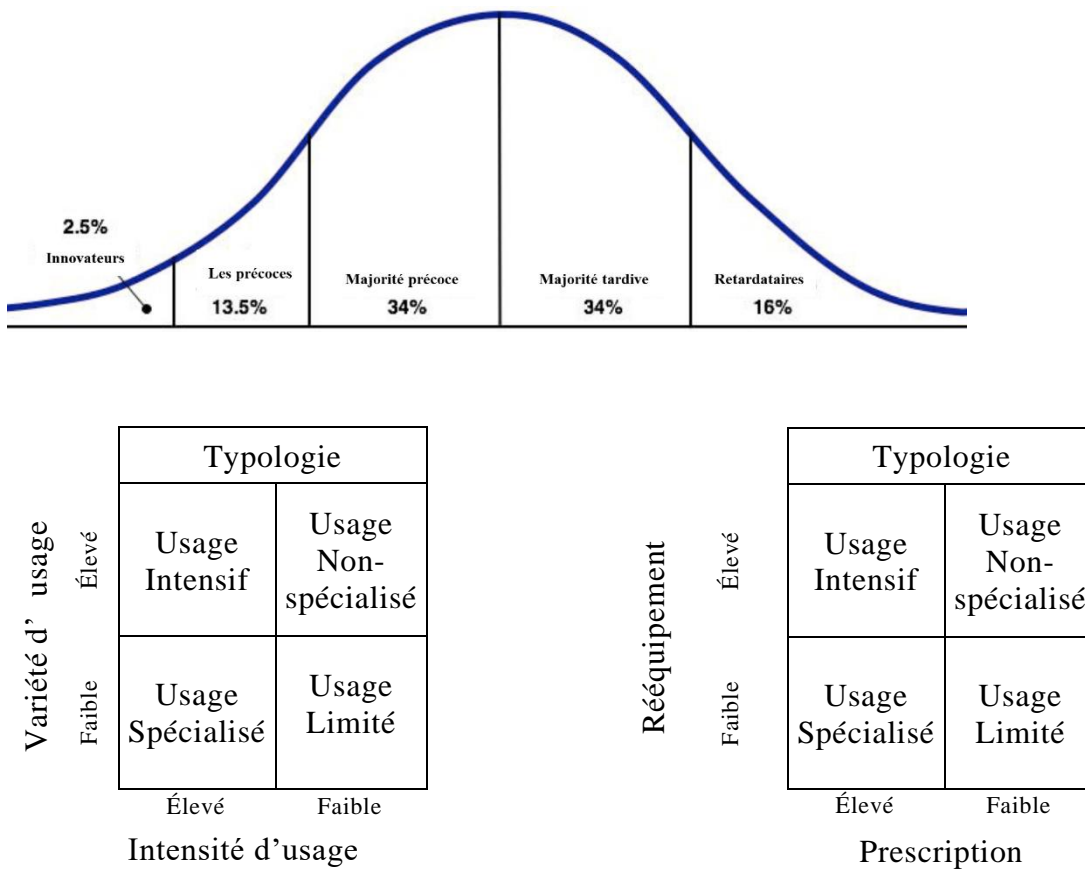 2.5%
Innovateurs
Les précoces
13.5%
Majorité précoce
34%
Majorité tardive
34%
Retardataires
16%
Typologie
Variété d’ usage
Élevé
Faible
Usage
Intensif
Usage
Non-
spécialisé
Usage
Spécialisé
Usage
Limité
Élevé
Faible
Intensité d’usage
Typologie
Rééquipement
Élevé
Faible
Usage
Intensif
Usage
Non-
spécialisé
Usage
Spécialisé
Usage
Limité
Élevé
Faible
Prescription